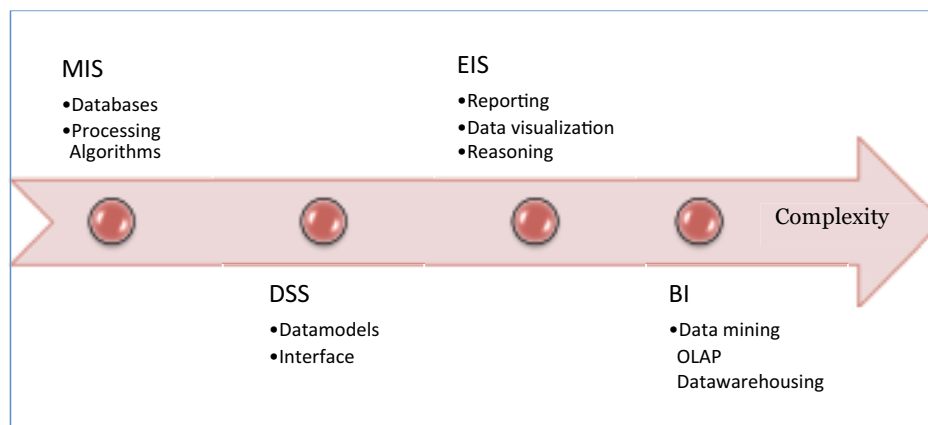 MIS
•Databases
•Processing
Algorithms
EIS
•Reporting
•Data visualization
•Reasoning
Complexity
DSS
•Datamodels
•Interface
BI
•Data mining
OLAP
Datawarehousing